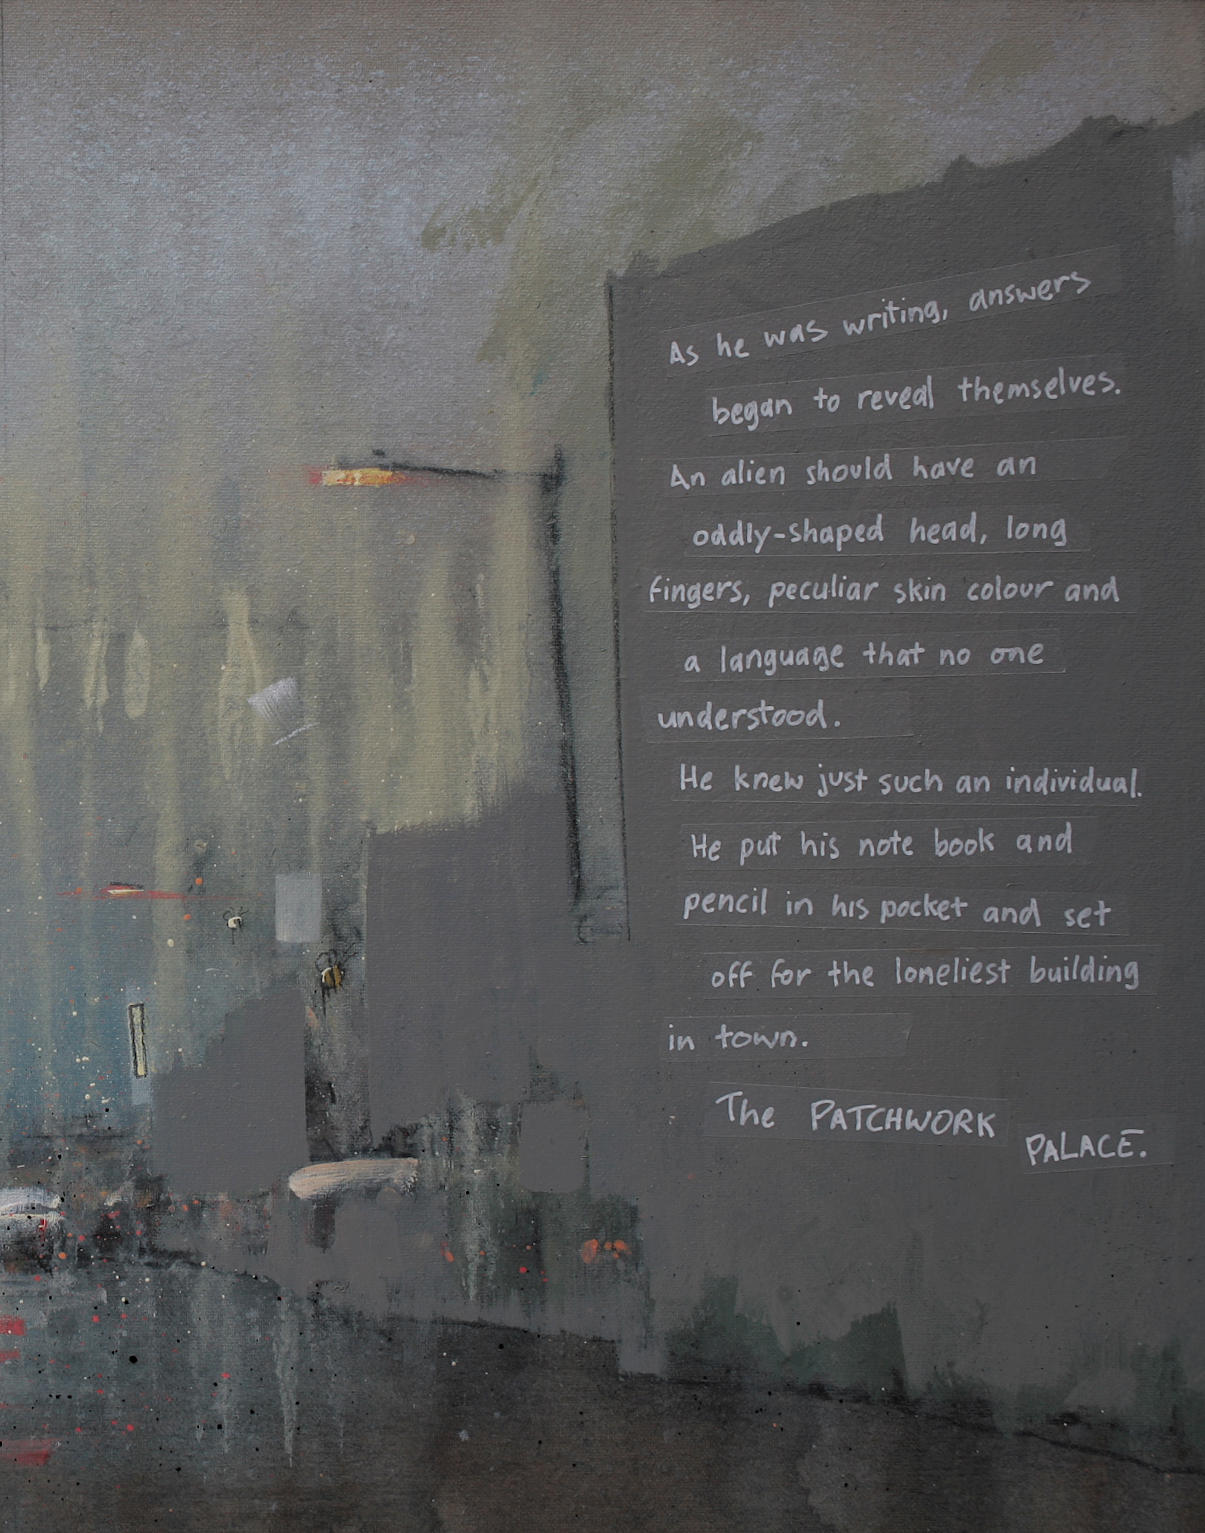 As he was writing, answers
began to reveal themselves.
An alien should have an
oddly-shaped head, long
fingers, peculiar skin colour and
a language that no one
understood.
He knew just such an individual.
He put his note book and
pencil in his pocket and set
off for the loneliest building
in town.
The PATCHWORK
PALACE.